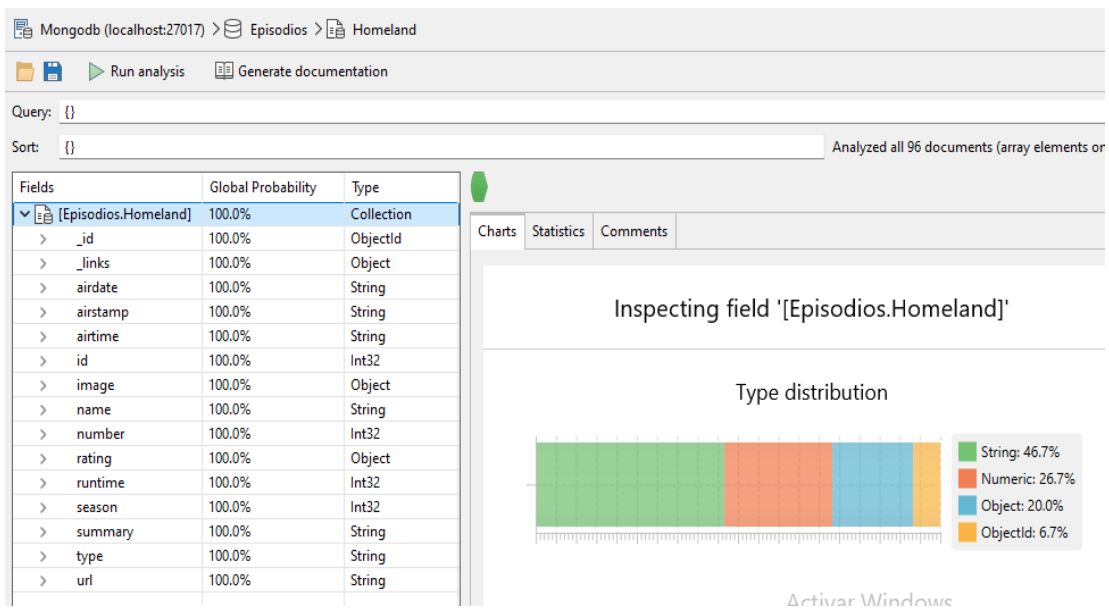 Mongodb (localhost:27017) > Episodios > Homeland
Run analysis Generate documentation
Query: {}
Sort: {} Analyzed all 96 documents (array elements on
Fields Global Probability Type
[Episodios.Homeland] 100.0% Collection
_id 100.0% ObjectId
_links 100.0% Object
airdate 100.0% String
airstamp 100.0% String
airtime 100.0% String
id 100.0% Int32
image 100.0% Object
name 100.0% String
number 100.0% Int32
rating 100.0% Object
runtime 100.0% Int32
season 100.0% Int32
summary 100.0% String
type 100.0% String
url 100.0% String
Charts Statistics Comments
Inspecting field '[Episodios.Homeland]'
Type distribution
String: 46.7%
Numeric: 26.7%
Object: 20.0%
ObjectId: 6.7%
Activar Windows